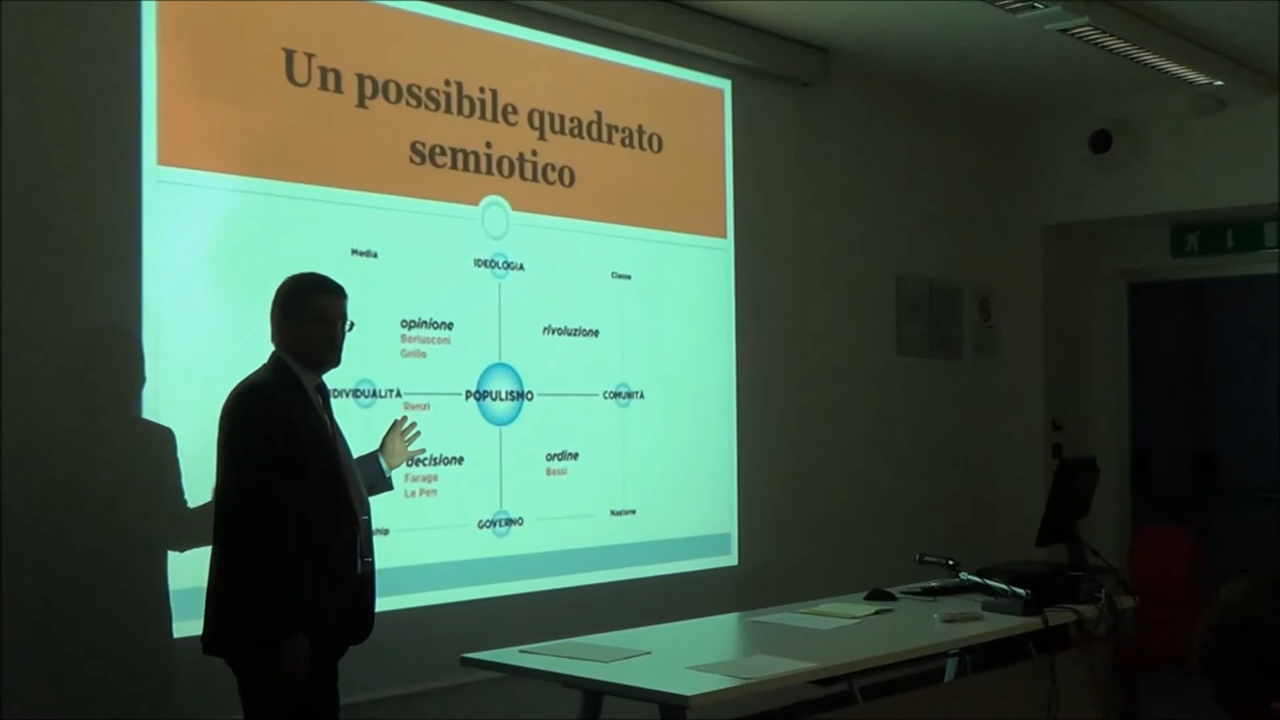 Un possibile quadrato
semiotico
Media
IDEOLOGIA
Classe
opinione
Berlusconi
Grillo
rivoluzione
DIVIDUALITÀ
POPULISMO
COMUNITÀ
Renzi
decisione
Farage
Le Pen
ordine
Bossi
hip
GOVERNO
Nazione